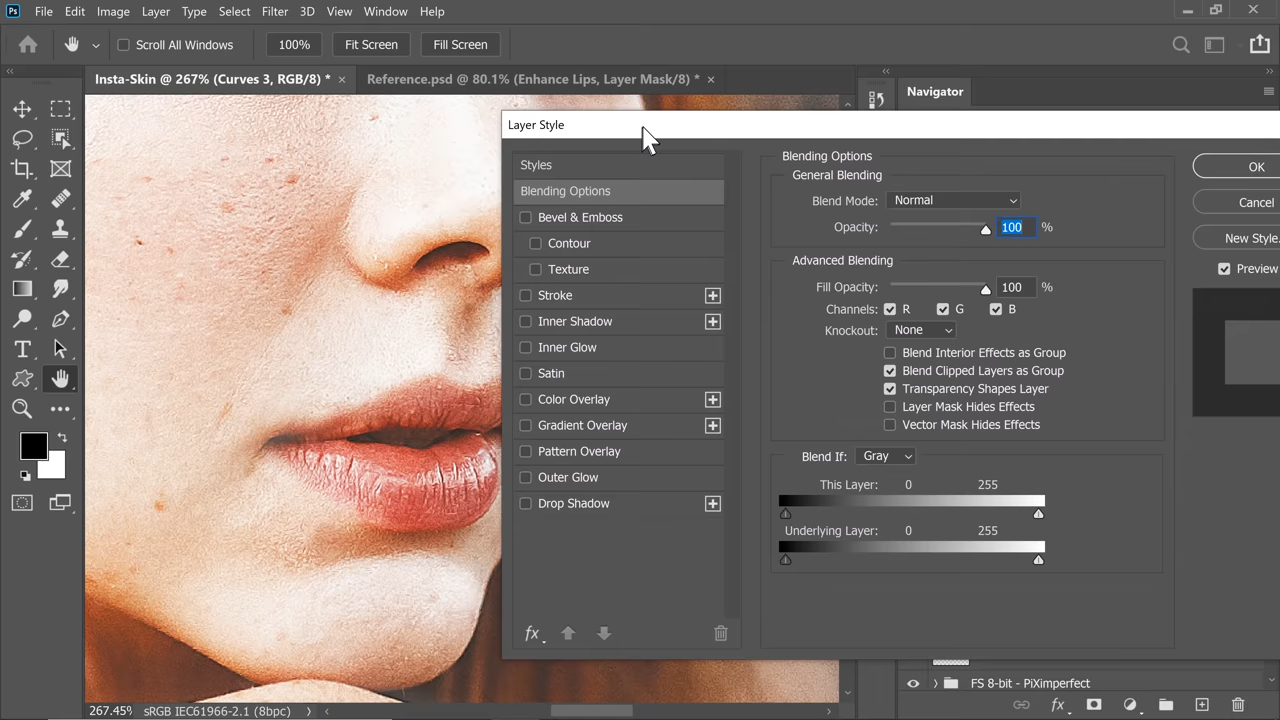 Ps File Edit Image Layer Type Select Filter 3D View Window Help
Scroll All Windows 100% Fit Screen Fill Screen
Insta-Skin @ 267% (Curves 3, RGB/8) * × Reference.psd @ 80.1% (Enhance Lips, Layer Mask/8) * ×
Navigator
Layer Style
Styles
Blending Options
Bevel & Emboss
Contour
Texture
Stroke
Inner Shadow
Inner Glow
Satin
Color Overlay
Gradient Overlay
Pattern Overlay
Outer Glow
Drop Shadow
fx
Blending Options
General Blending
Blend Mode: Normal
Opacity: 100 %
Advanced Blending
Fill Opacity: 100 %
Channels: R G B
Knockout: None
Blend Interior Effects as Group
Blend Clipped Layers as Group
Transparency Shapes Layer
Layer Mask Hides Effects
Vector Mask Hides Effects
Blend If: Gray
This Layer: 0 255
Underlying Layer: 0 255
OK
Cancel
New Style
Preview
FS 8-bit - PiXimperfect
fx
267.45% sRGB IEC61966-2.1 (8bpc)